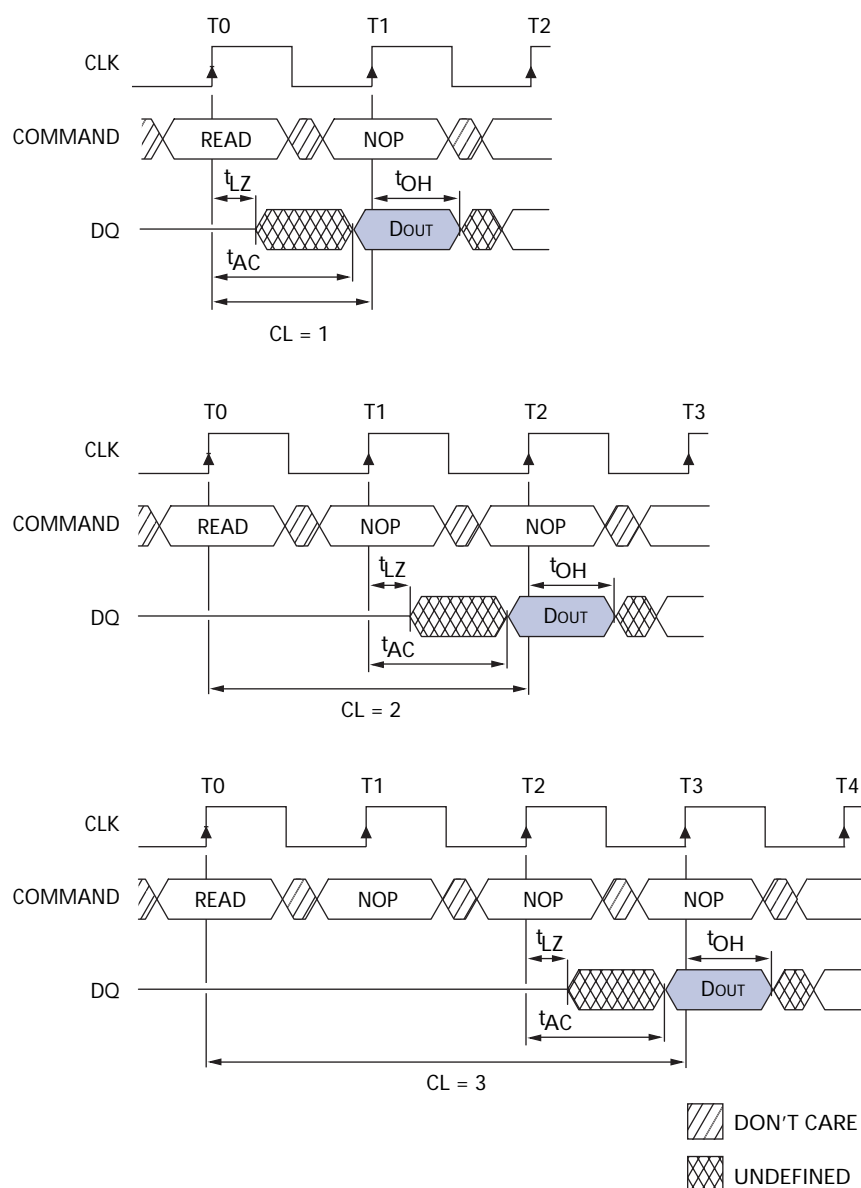 T0 T1 T2
CLK
COMMAND READ NOP
tLZ tOH
DQ DOUT
tAC
CL = 1
T0 T1 T2 T3
CLK
COMMAND READ NOP NOP
tLZ tOH
DQ DOUT
tAC
CL = 2
T0 T1 T2 T3 T4
CLK
COMMAND READ NOP NOP NOP
tLZ tOH
DQ DOUT
tAC
CL = 3
DON'T CARE
UNDEFINED